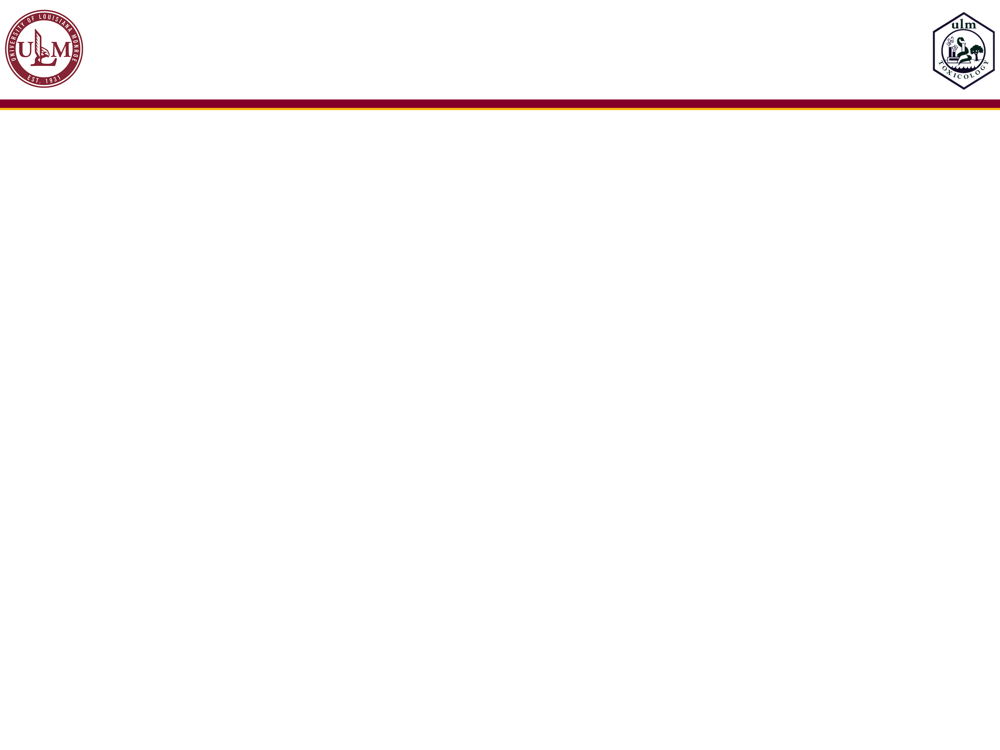 UNIVERSITY OF LOUISIANA MONROE
ULM
EST. 1931
ulm
TOXICOLOGY